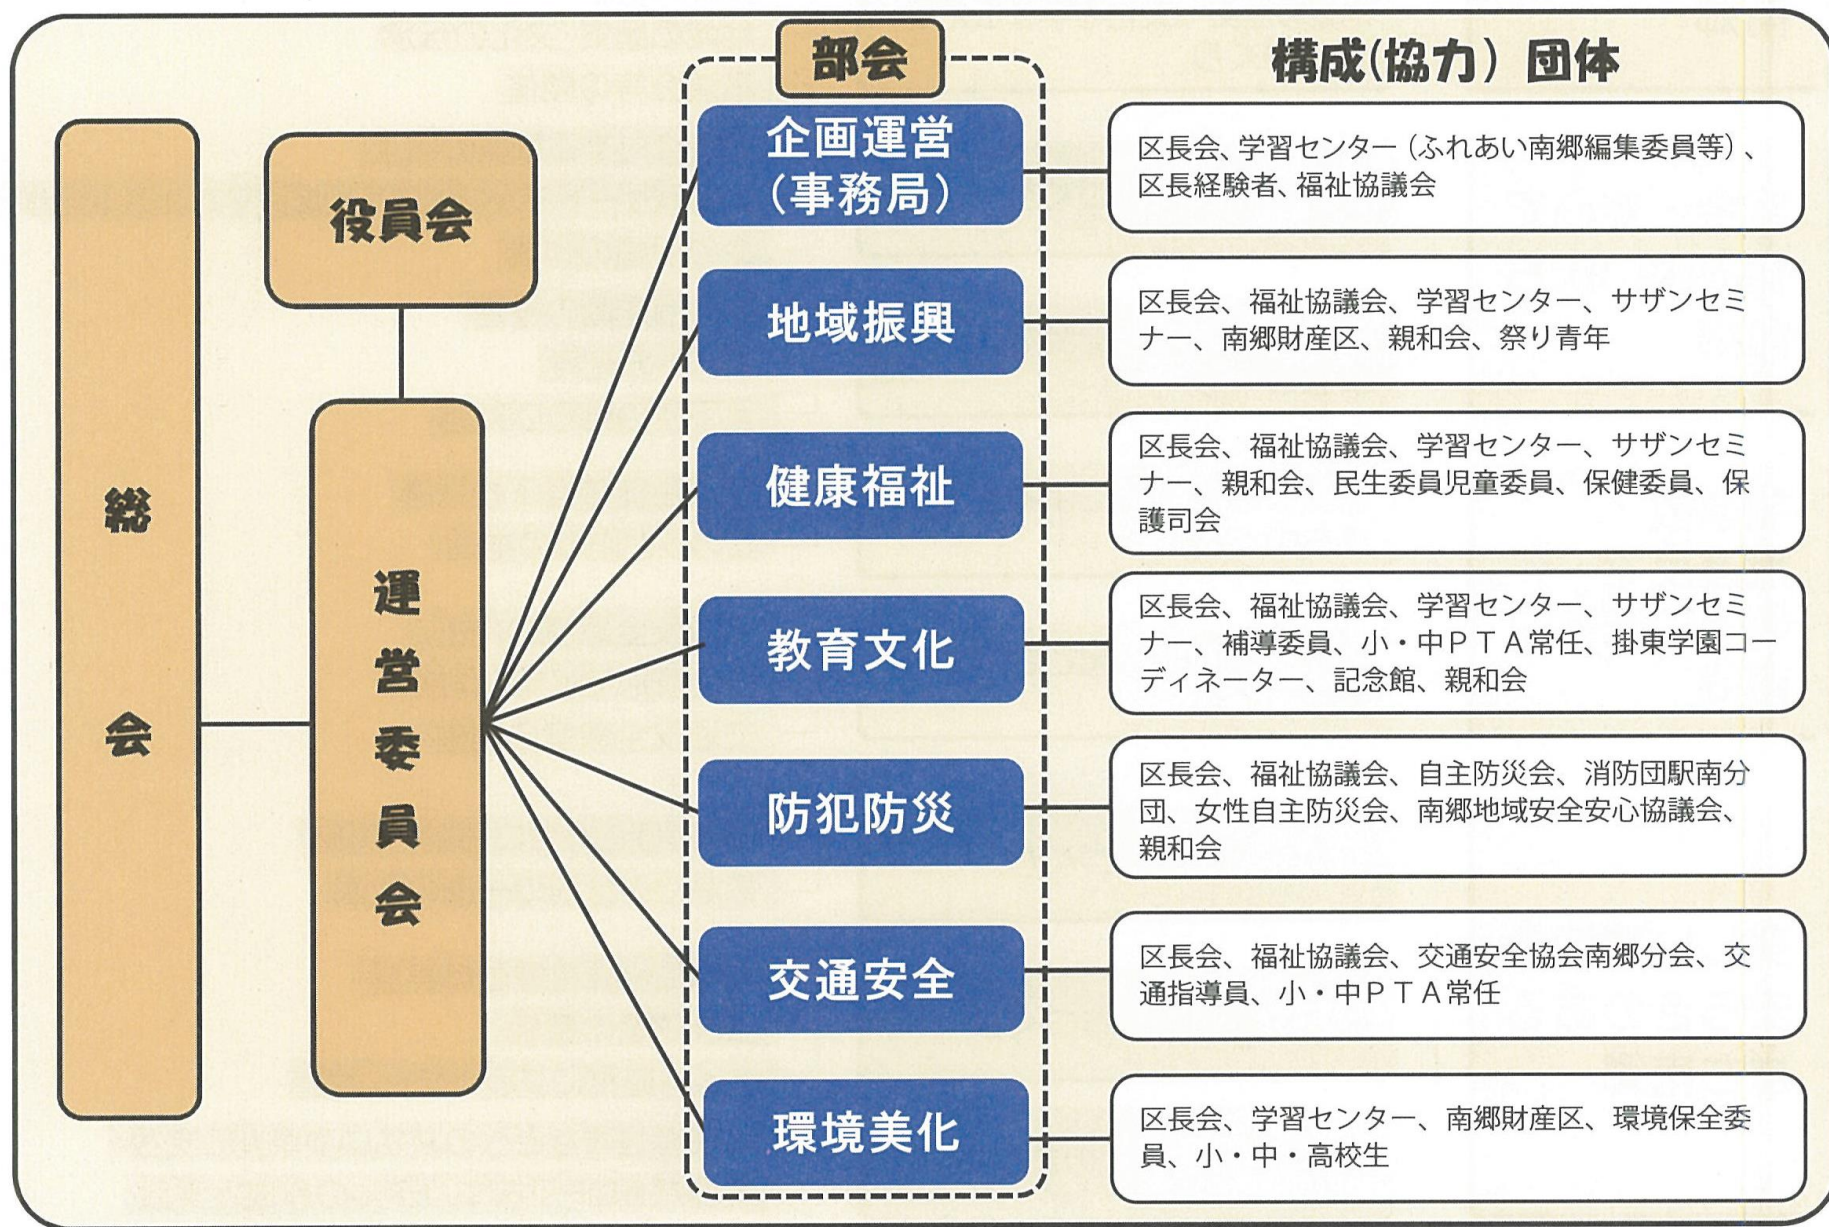 部会
構成(協力)団体
総会
役員会
運営委員会
企画運営
(事務局)
区長会、学習センター(ふれあい南郷編集委員等)、
区長経験者、福祉協議会
地域振興
区長会、福祉協議会、学習センター、サザンセミ
ナー、南郷財産区、親和会、祭り青年
健康福祉
区長会、福祉協議会、学習センター、サザンセミ
ナー、親和会、民生委員児童委員、保健委員、保
護司会
教育文化
区長会、福祉協議会、学習センター、サザンセミ
ナー、補導委員、小・中PTA常任、掛東学園コー
ディネーター、記念館、親和会
防犯防災
区長会、福祉協議会、自主防災会、消防団駅南分
団、女性自主防災会、南郷地域安全安心協議会、
親和会
交通安全
区長会、福祉協議会、交通安全協会南郷分会、交
通指導員、小・中PTA常任
環境美化
区長会、学習センター、南郷財産区、環境保全委
員、小・中・高校生